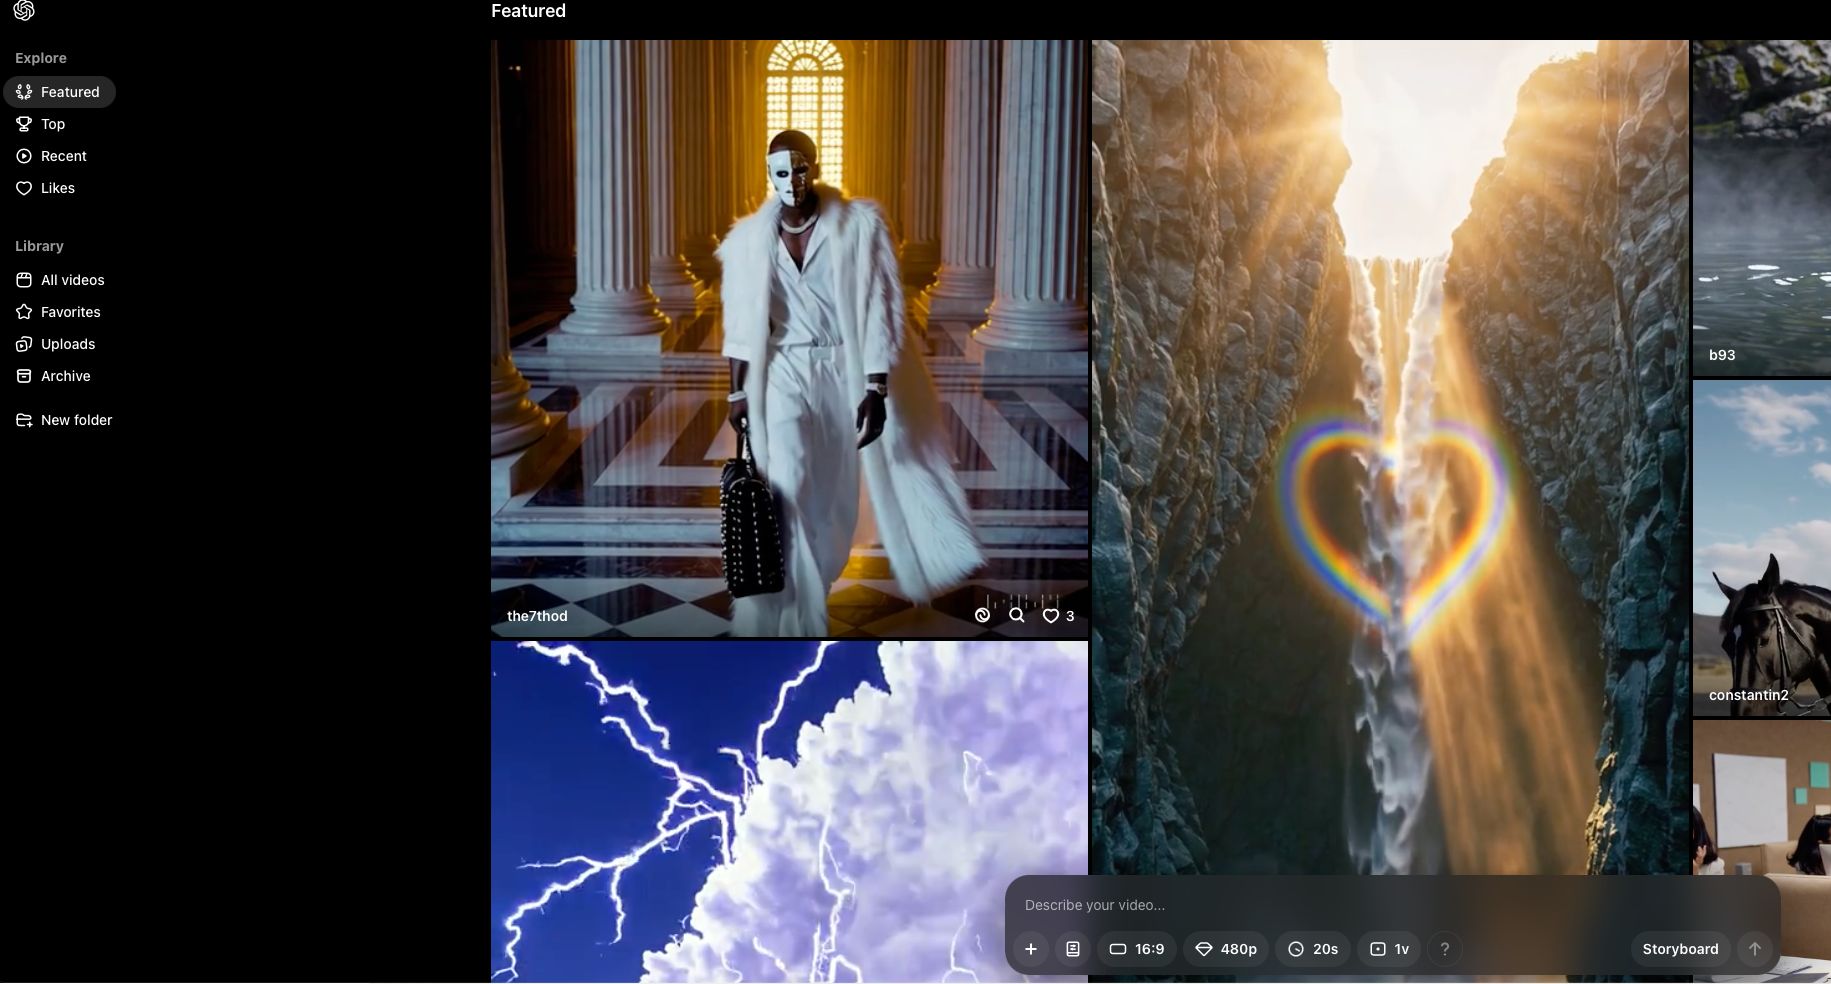 Featured
Explore
Featured
Top
Recent
Likes
Library
All videos
Favorites
Uploads
Archive
New folder
the7thod
3
b93
constantin2
Describe your video...
16:9
480p
20s
1v
?
Storyboard